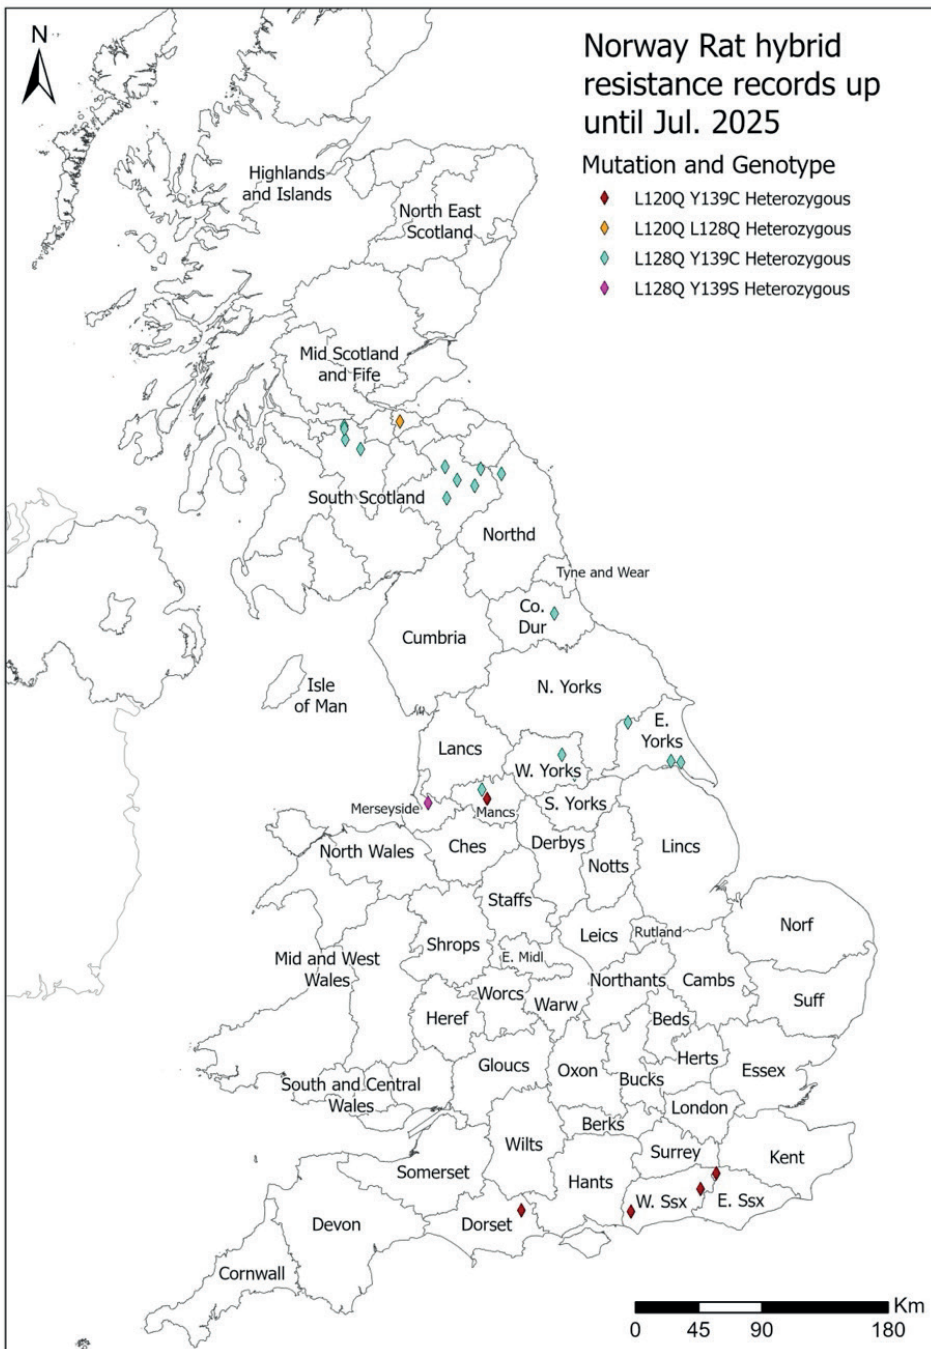 N
Norway Rat hybrid
resistance records up
until Jul. 2025
Mutation and Genotype
L120Q Y139C Heterozygous
L120Q L128Q Heterozygous
L128Q Y139C Heterozygous
L128Q Y139S Heterozygous
Highlands
and Islands
North East
Scotland
Mid Scotland
and Fife
South Scotland
Northd
Tyne and Wear
Co.
Dur
Cumbria
N. Yorks
Isle
of Man
E.
Yorks
Lancs
W. Yorks
S. Yorks
Merseyside
Mancs
North Wales
Ches
Derbys
Notts
Lincs
Staffs
Norf
Leics
Rutland
Shrops
E. Midl
Mid and West
Wales
Northants
Cambs
Worcs
Warw
Suff
Heref
Beds
Herts
Gloucs
Oxon
Bucks
Essex
South and Central
Wales
London
Berks
Wilts
Surrey
Kent
Somerset
Hants
W. Ssx
E. Ssx
Devon
Dorset
Cornwall
Km
0 45 90 180